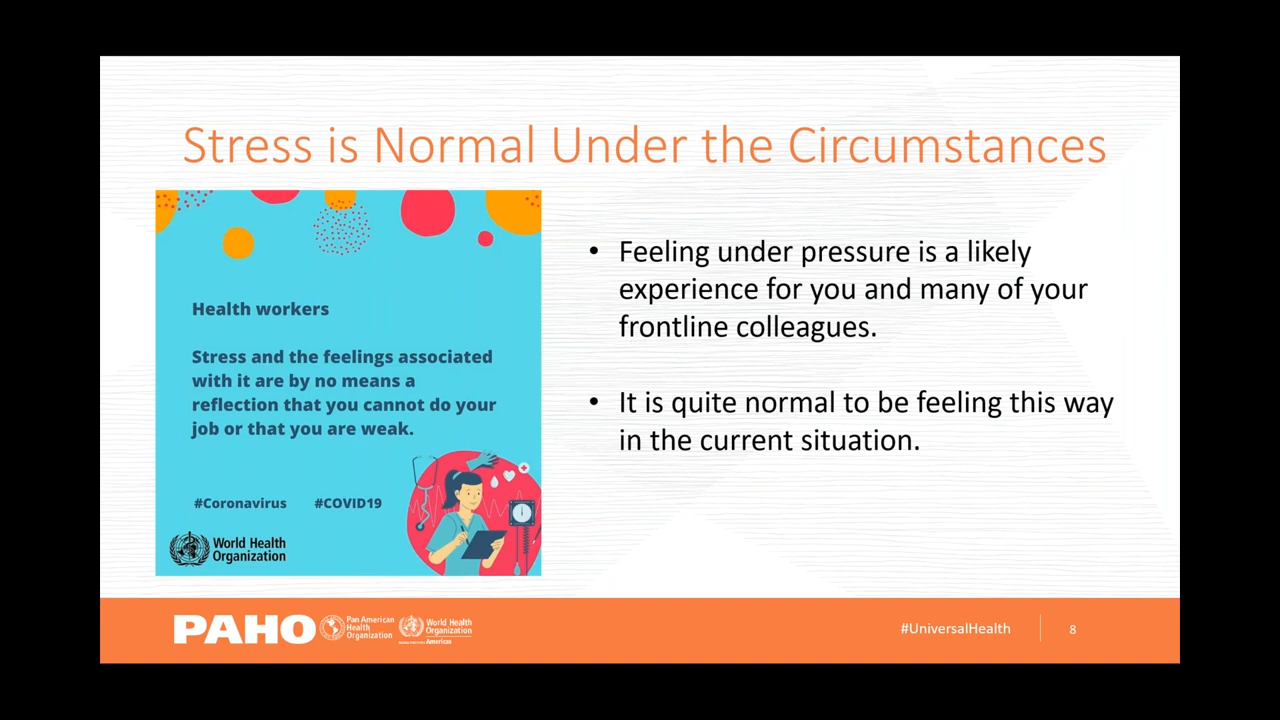 Stress is Normal Under the Circumstances
Health workers
Stress and the feelings associated
with it are by no means a
reflection that you cannot do your
job or that you are weak.
#Coronavirus #COVID19
World Health
Organization
• Feeling under pressure is a likely
experience for you and many of your
frontline colleagues.
• It is quite normal to be feeling this way
in the current situation.
PAHO
Pan American
Health
Organization
World Health
Organization
Americas
#UniversalHealth
8